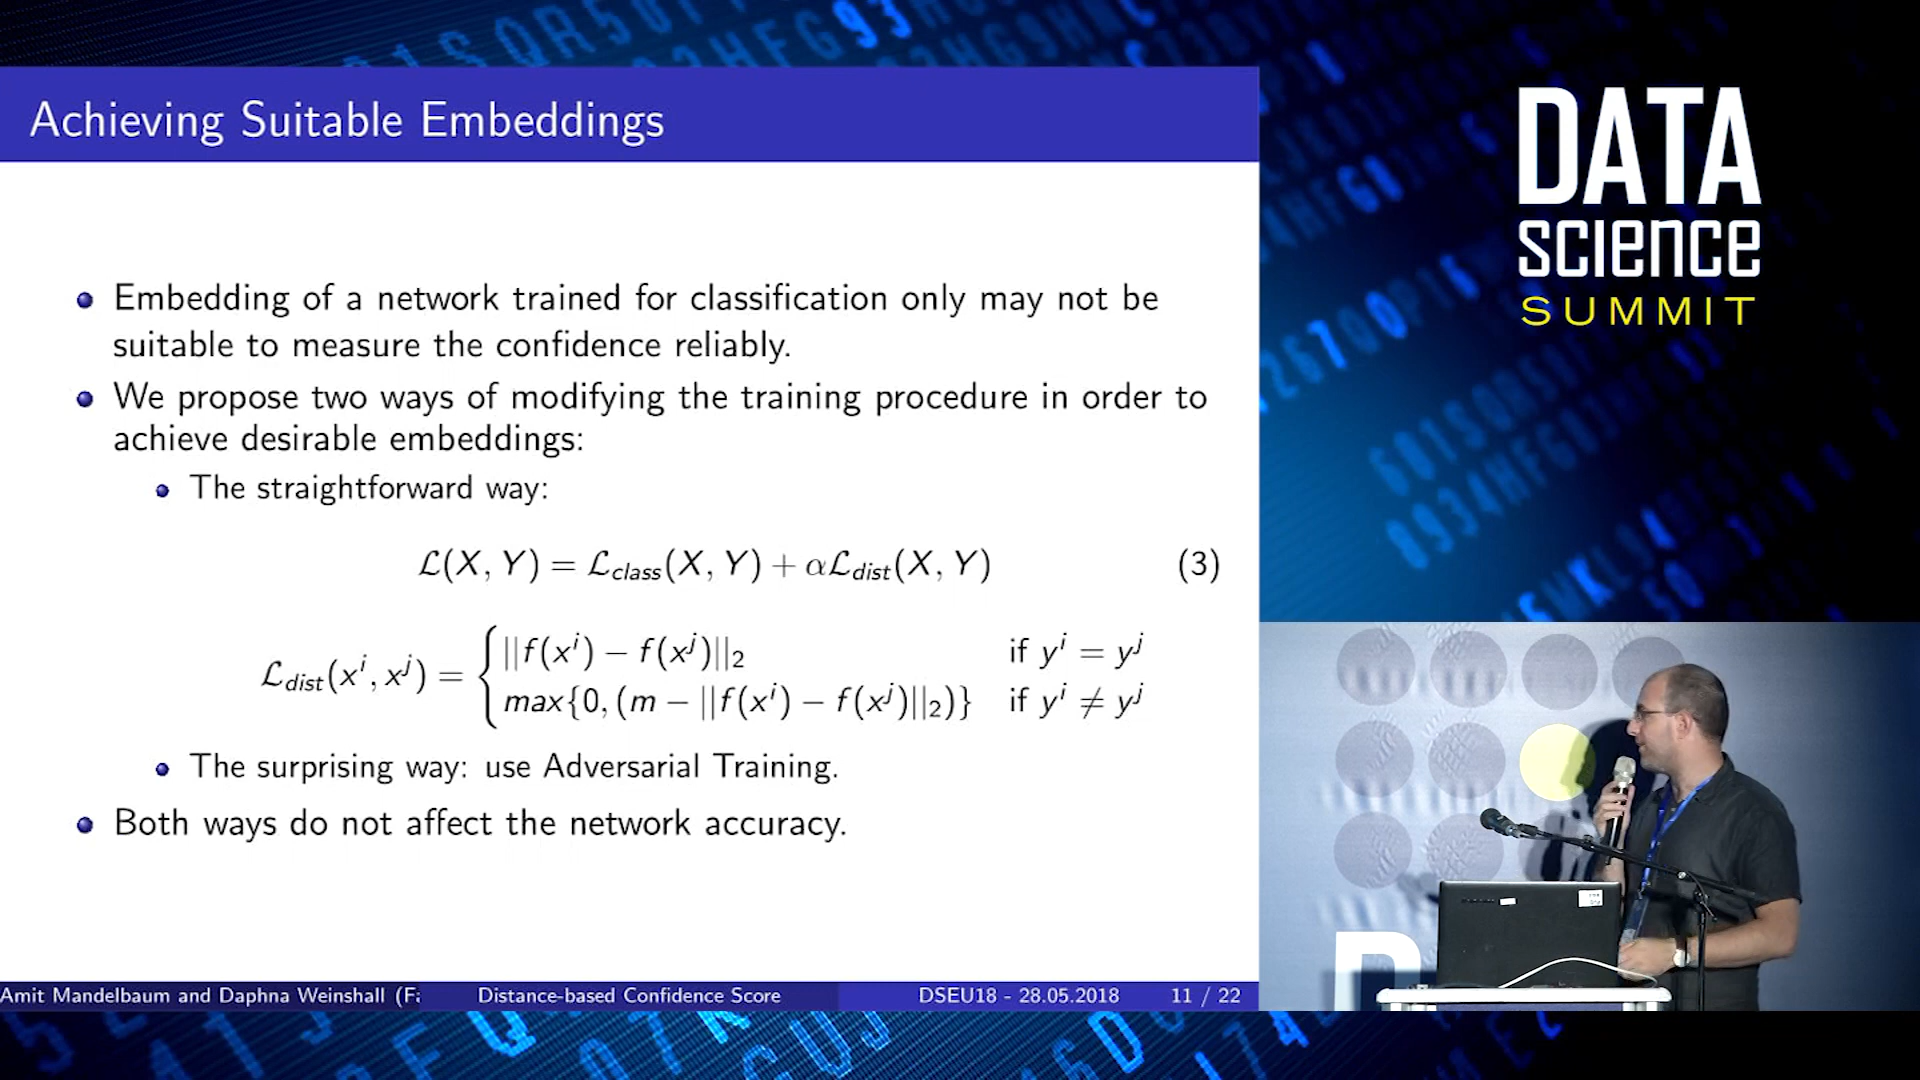 Achieving Suitable Embeddings
Embedding of a network trained for classification only may not be
suitable to measure the confidence reliably.
We propose two ways of modifying the training procedure in order to
achieve desirable embeddings:
The straightforward way:
ℒ(X, Y) = ℒ_class(X, Y) + αℒ_dist(X, Y) (3)
ℒ_dist(x^i, x^j) = { ||f(x^i) − f(x^j)||_2 if y^i = y^j
max{0, (m − ||f(x^i) − f(x^j)||_2)} if y^i ≠ y^j
The surprising way: use Adversarial Training.
Both ways do not affect the network accuracy.
Amit Mandelbaum and Daphna Weinshall Distance-based Confidence Score DSEU18 - 28.05.2018 11 / 22
DATA
science
SUMMIT